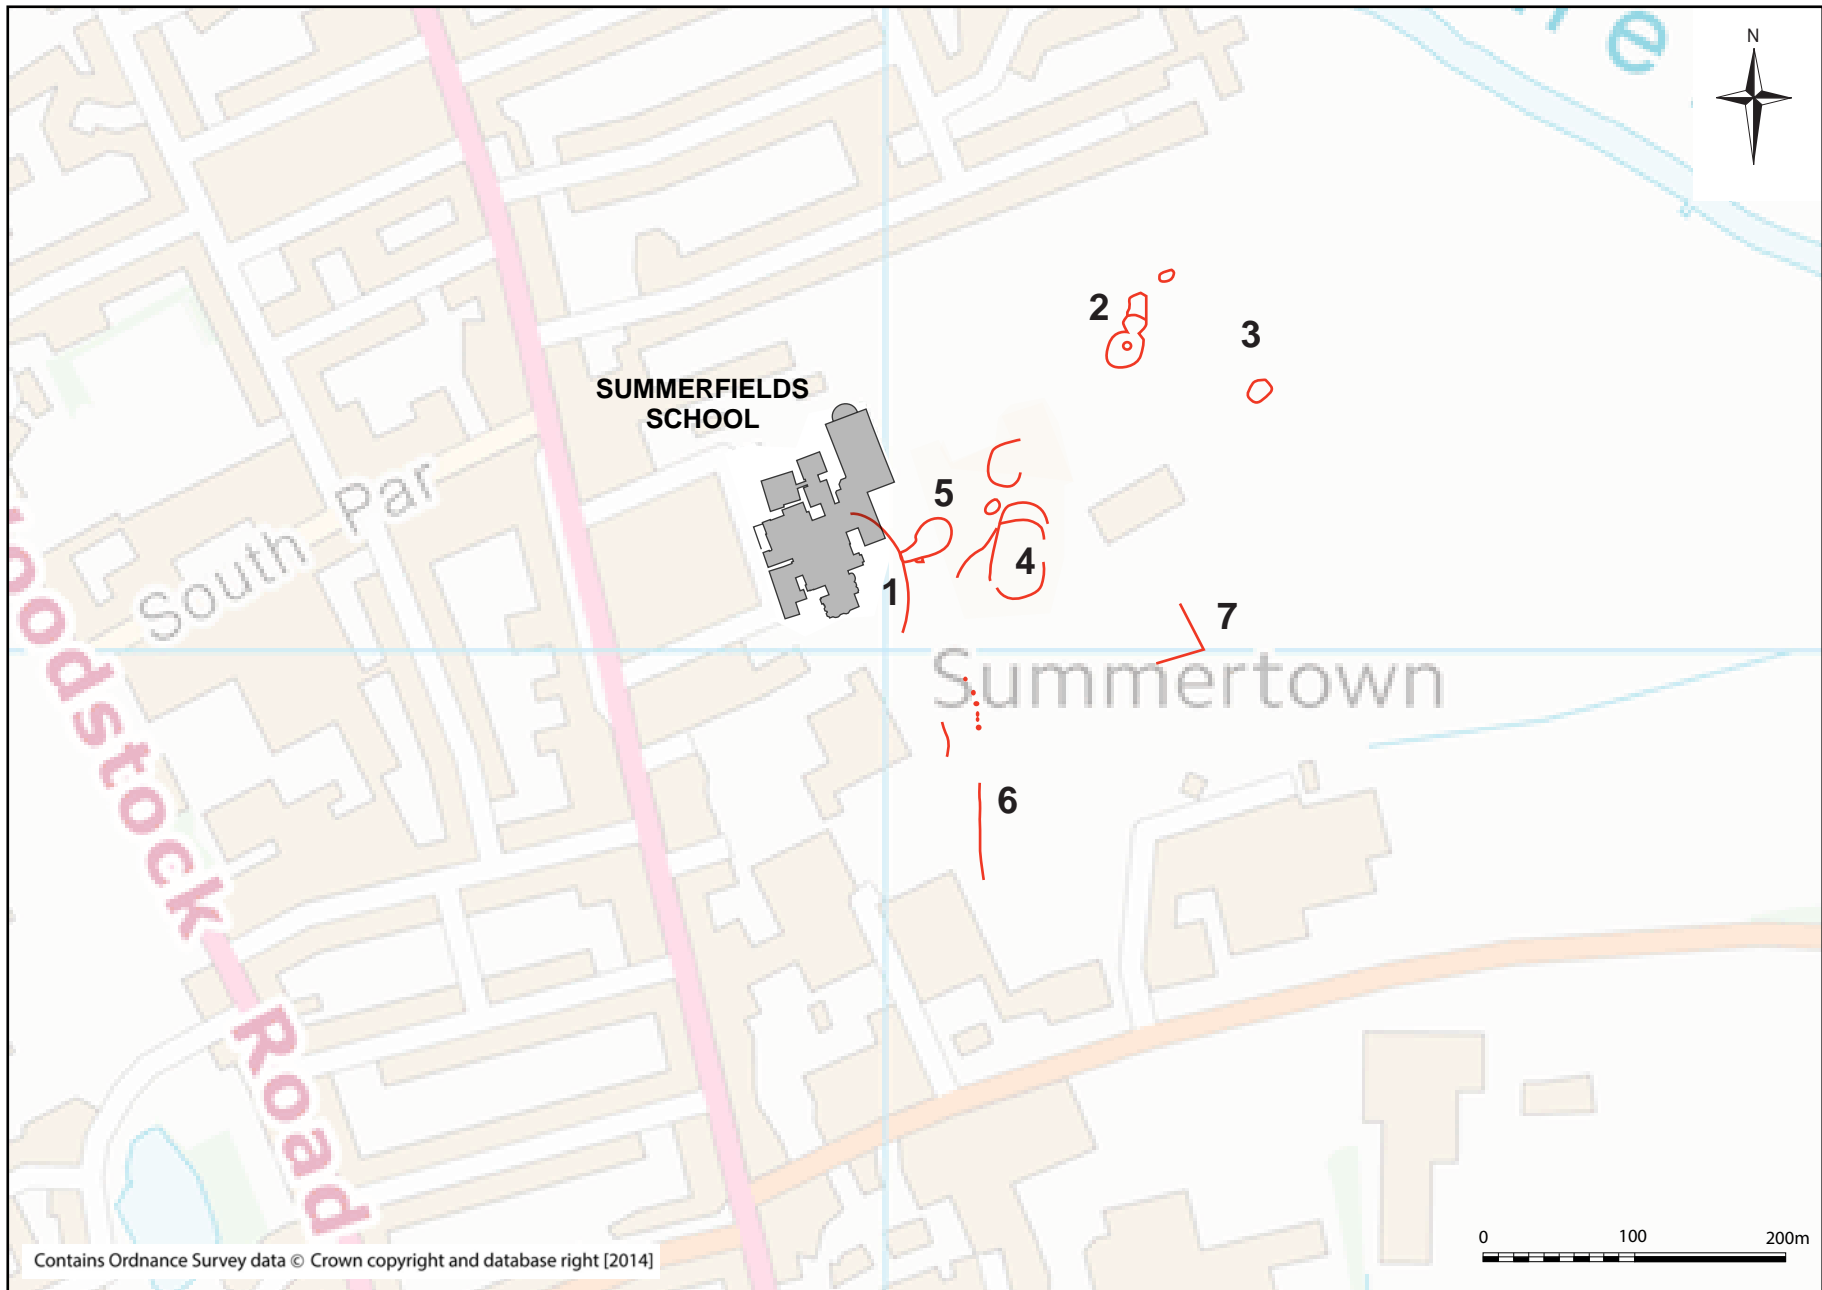 N
2
3
SUMMERFIELDS
SCHOOL
South Par
5
4
1
7
Summertown
6
Woodstock Road
0 100 200m
Contains Ordnance Survey data © Crown copyright and database right [2014]